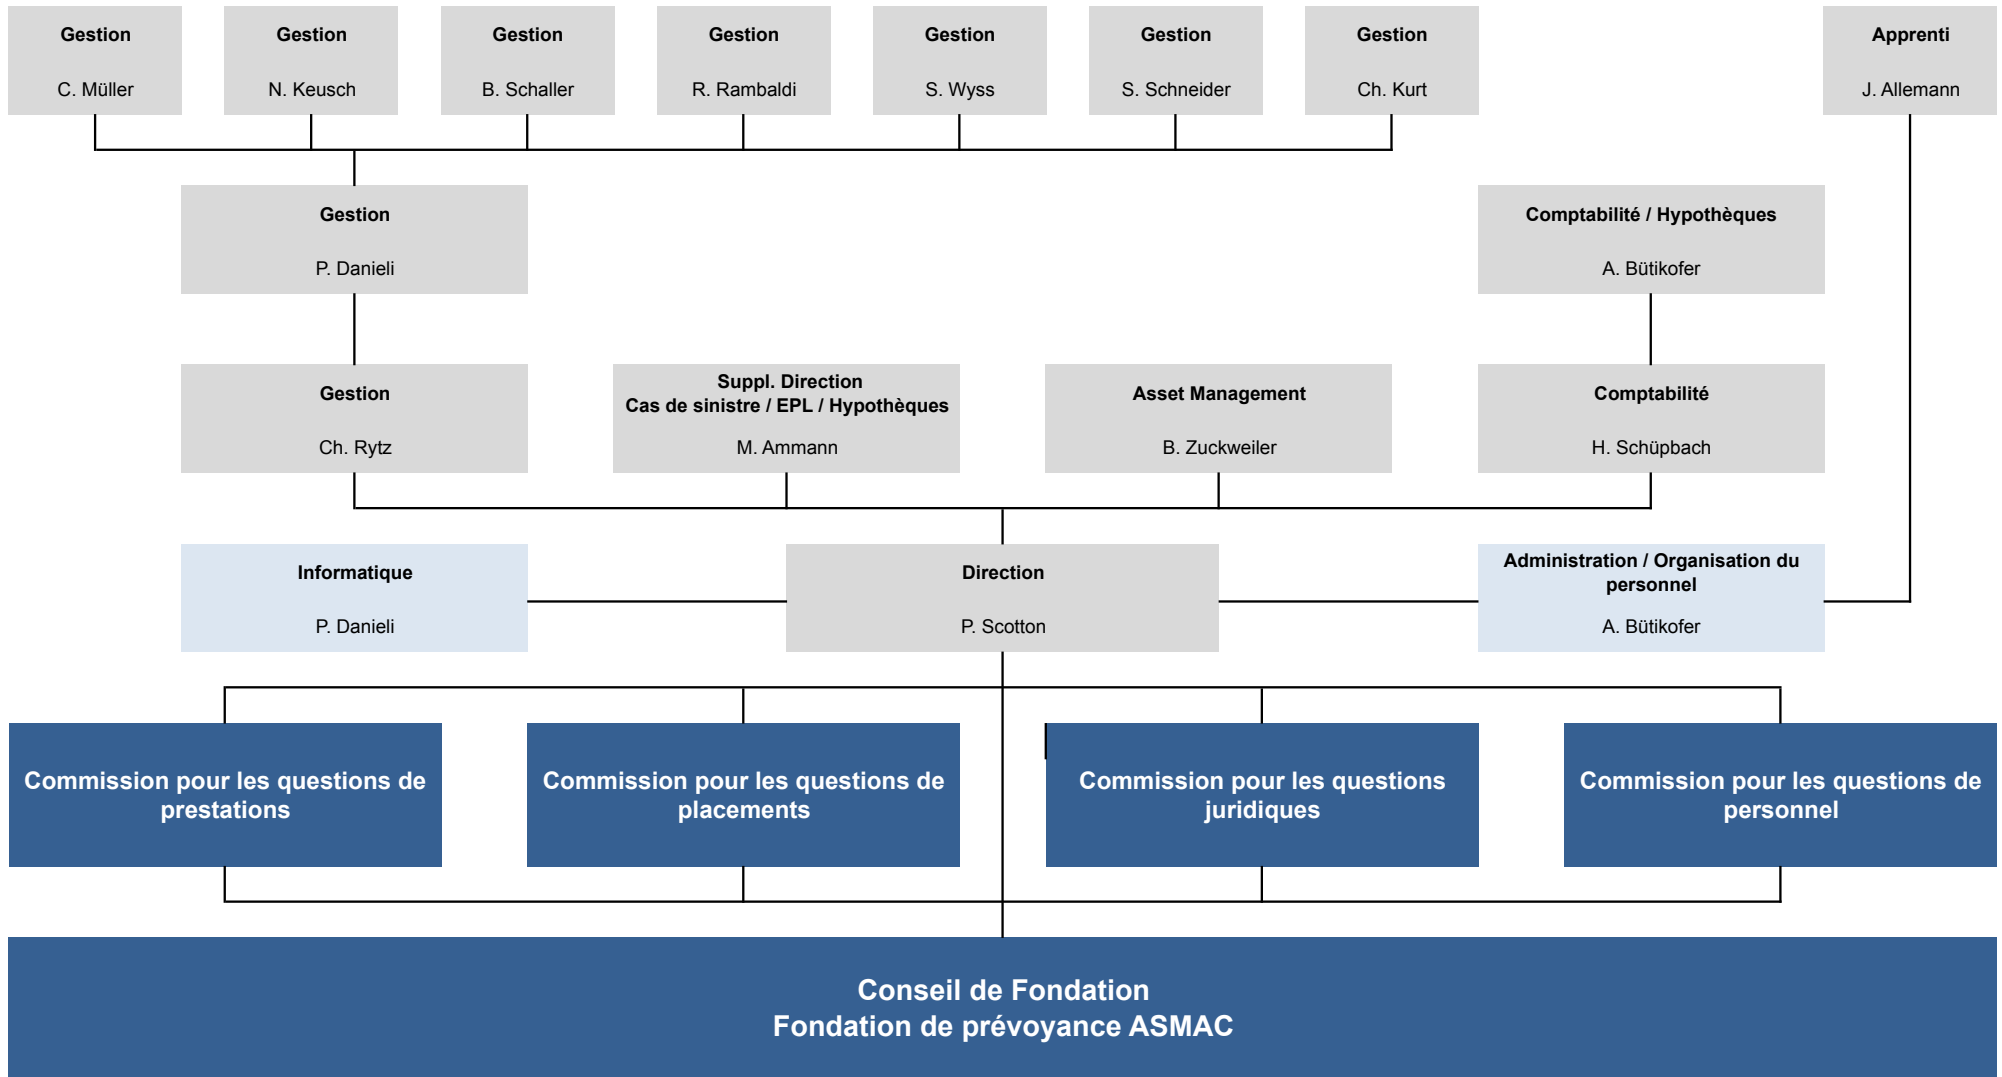 Gestion
C. Müller
Gestion
N. Keusch
Gestion
B. Schaller
Gestion
R. Rambaldi
Gestion
S. Wyss
Gestion
S. Schneider
Gestion
Ch. Kurt
Apprenti
J. Allemann
Gestion
P. Danieli
Comptabilité / Hypothèques
A. Bütikofer
Gestion
Ch. Rytz
Suppl. Direction
Cas de sinistre / EPL / Hypothèques
M. Ammann
Asset Management
B. Zuckweiler
Comptabilité
H. Schüpbach
Informatique
P. Danieli
Direction
P. Scotton
Administration / Organisation du
personnel
A. Bütikofer
Commission pour les questions de
prestations
Commission pour les questions de
placements
Commission pour les questions
juridiques
Commission pour les questions de
personnel
Conseil de Fondation
Fondation de prévoyance ASMAC